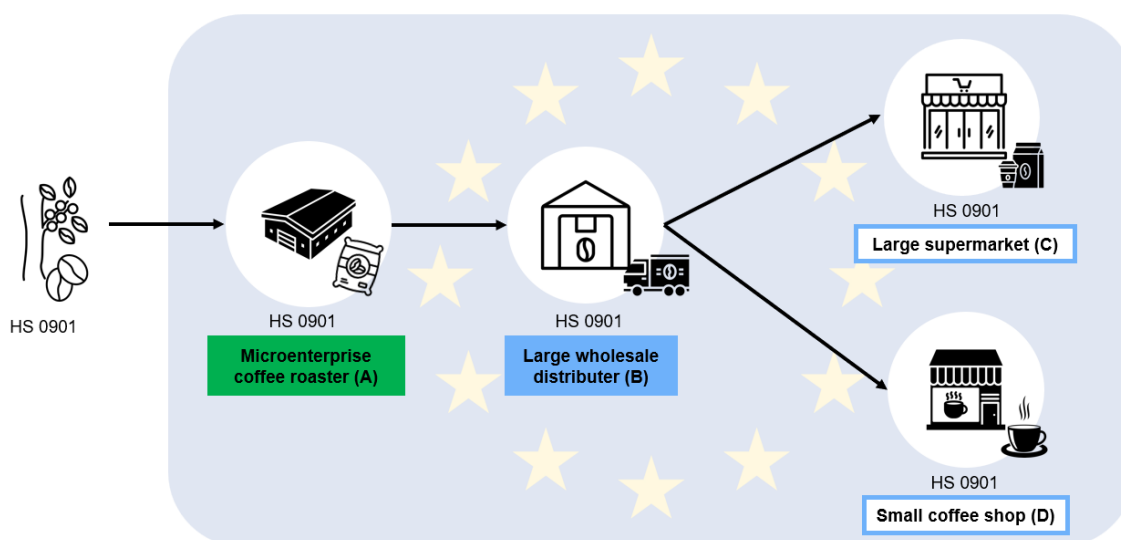 HS 0901
HS 0901
Microenterprise
coffee roaster (A)
HS 0901
Large wholesale
distributer (B)
HS 0901
Large supermarket (C)
HS 0901
Small coffee shop (D)